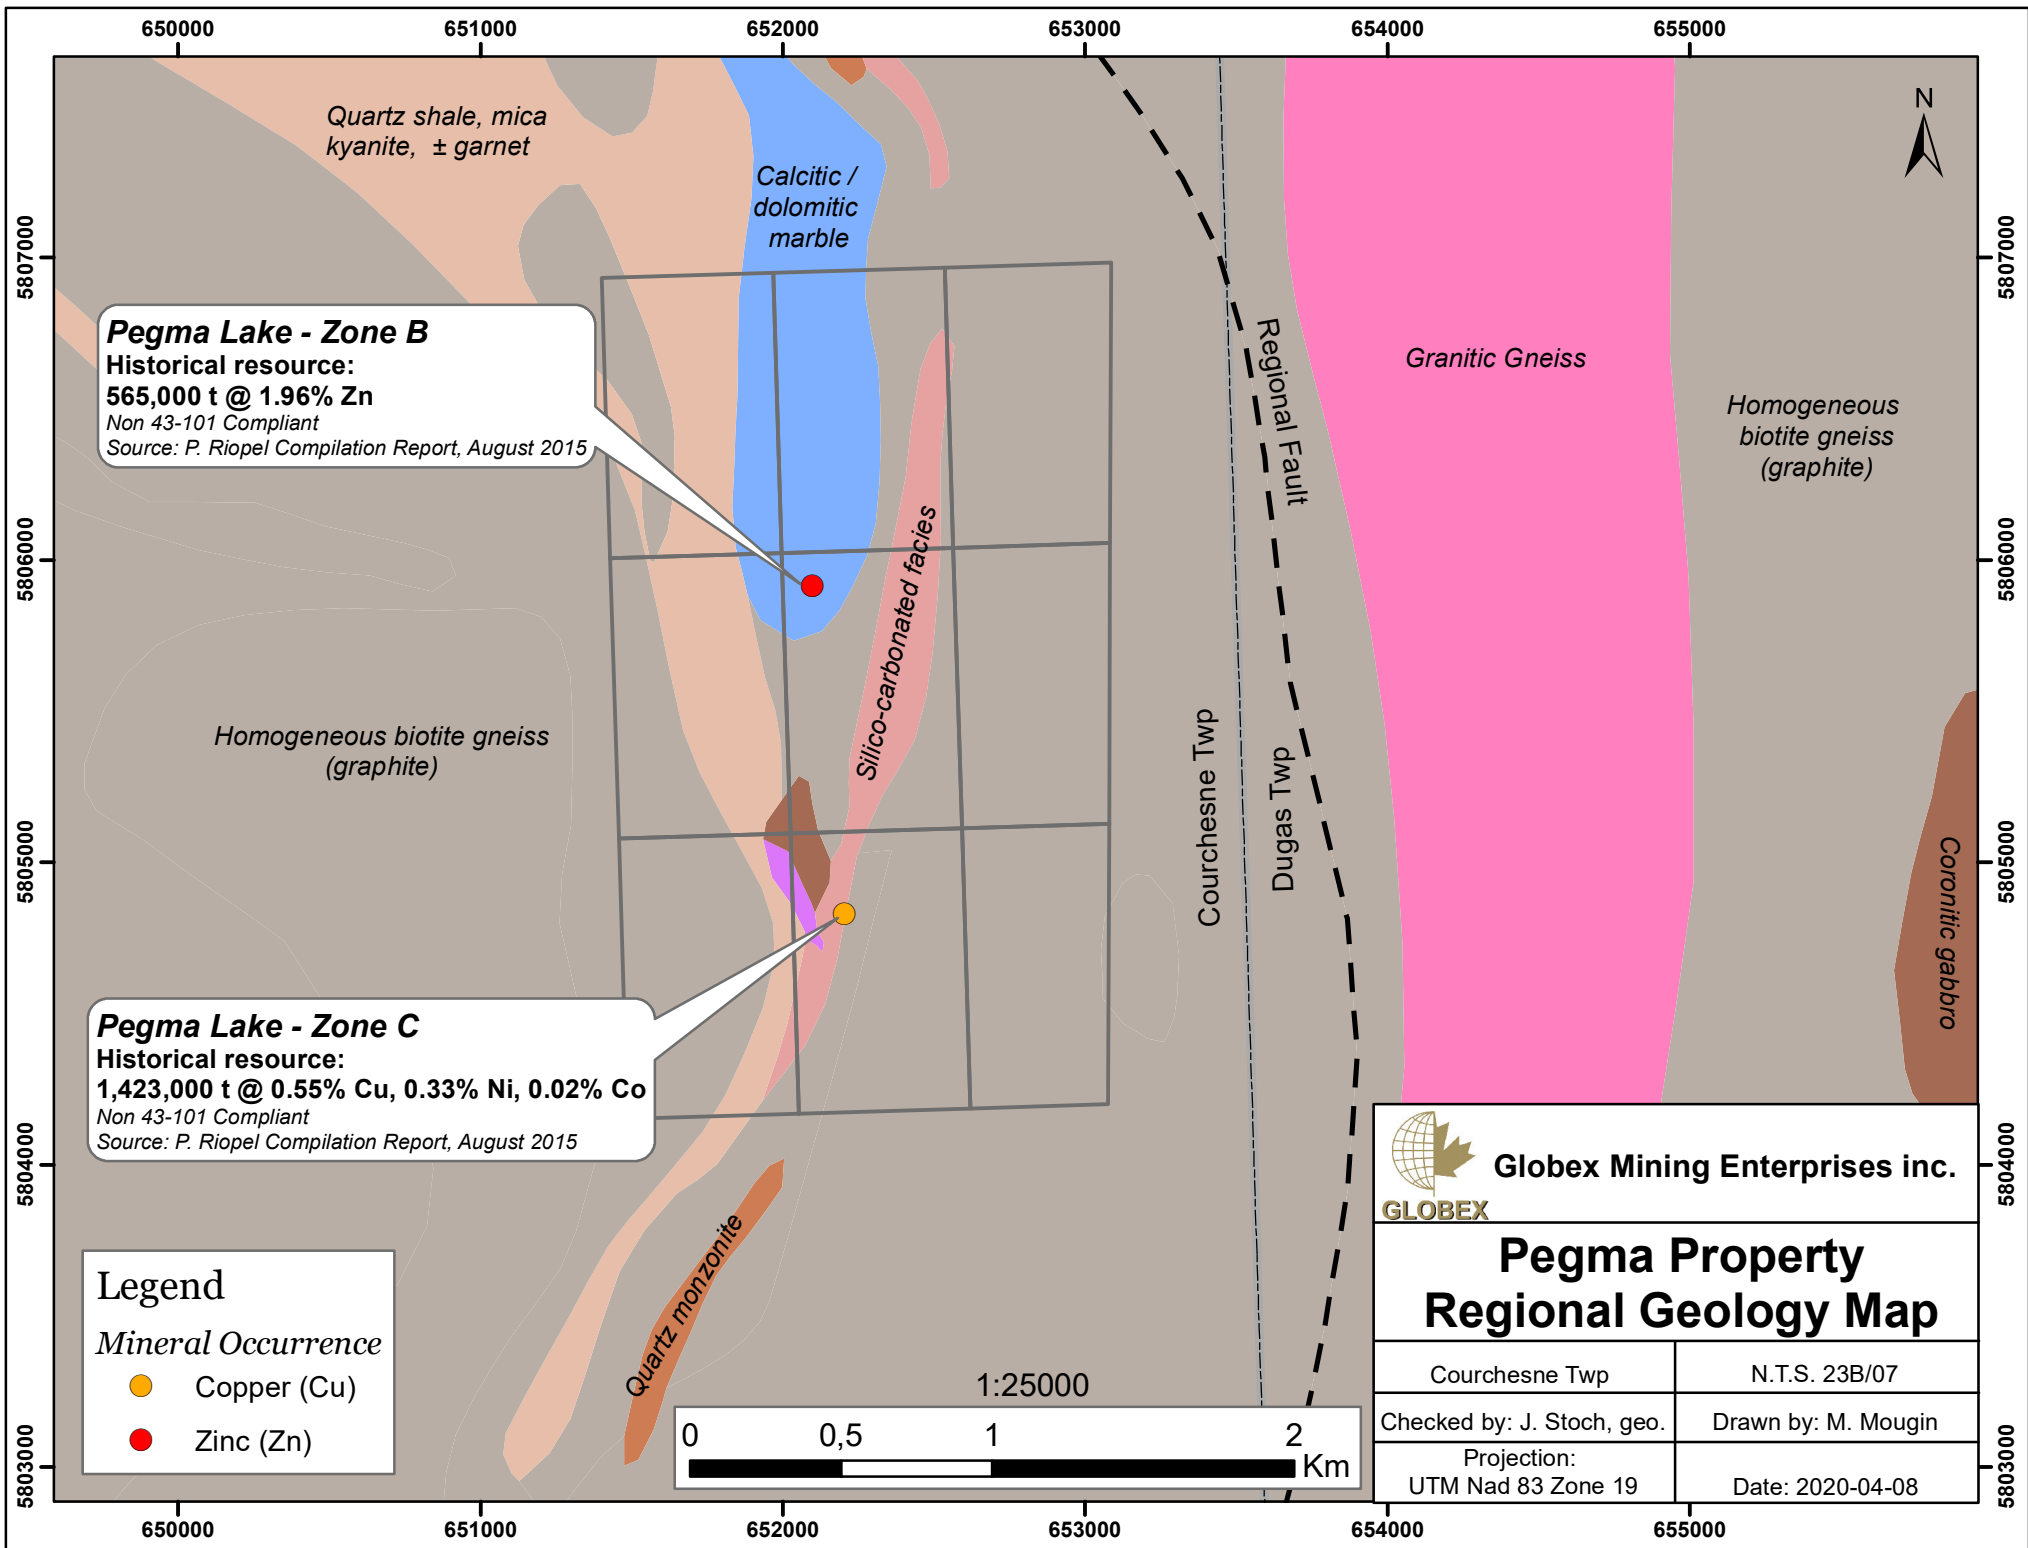 650000
651000
652000
653000
654000
655000
N
Quartz shale, mica
kyanite, ± garnet
Calcitic /
dolomitic
marble
5807000
5807000
Pegma Lake - Zone B
Historical resource:
565,000 t @ 1.96% Zn
Non 43-101 Compliant
Source: P. Riopel Compilation Report, August 2015
Regional Fault
Granitic Gneiss
Homogeneous
biotite gneiss
(graphite)
5806000
5806000
Silico-carbonated facies
Homogeneous biotite gneiss
(graphite)
Courchesne Twp
Dugas Twp
5805000
5805000
Coronitic gabbro
Pegma Lake - Zone C
Historical resource:
1,423,000 t @ 0.55% Cu, 0.33% Ni, 0.02% Co
Non 43-101 Compliant
Source: P. Riopel Compilation Report, August 2015
5804000
5804000
Quartz monzonite
Legend
Mineral Occurrence
Copper (Cu)
Zinc (Zn)
1:25000
0
0,5
1
2
Km
GLOBEX
Globex Mining Enterprises inc.
Pegma Property
Regional Geology Map
Courchesne Twp
N.T.S. 23B/07
Checked by: J. Stoch, geo.
Drawn by: M. Mougin
Projection:
UTM Nad 83 Zone 19
Date: 2020-04-08
5803000
5803000
650000
651000
652000
653000
654000
655000